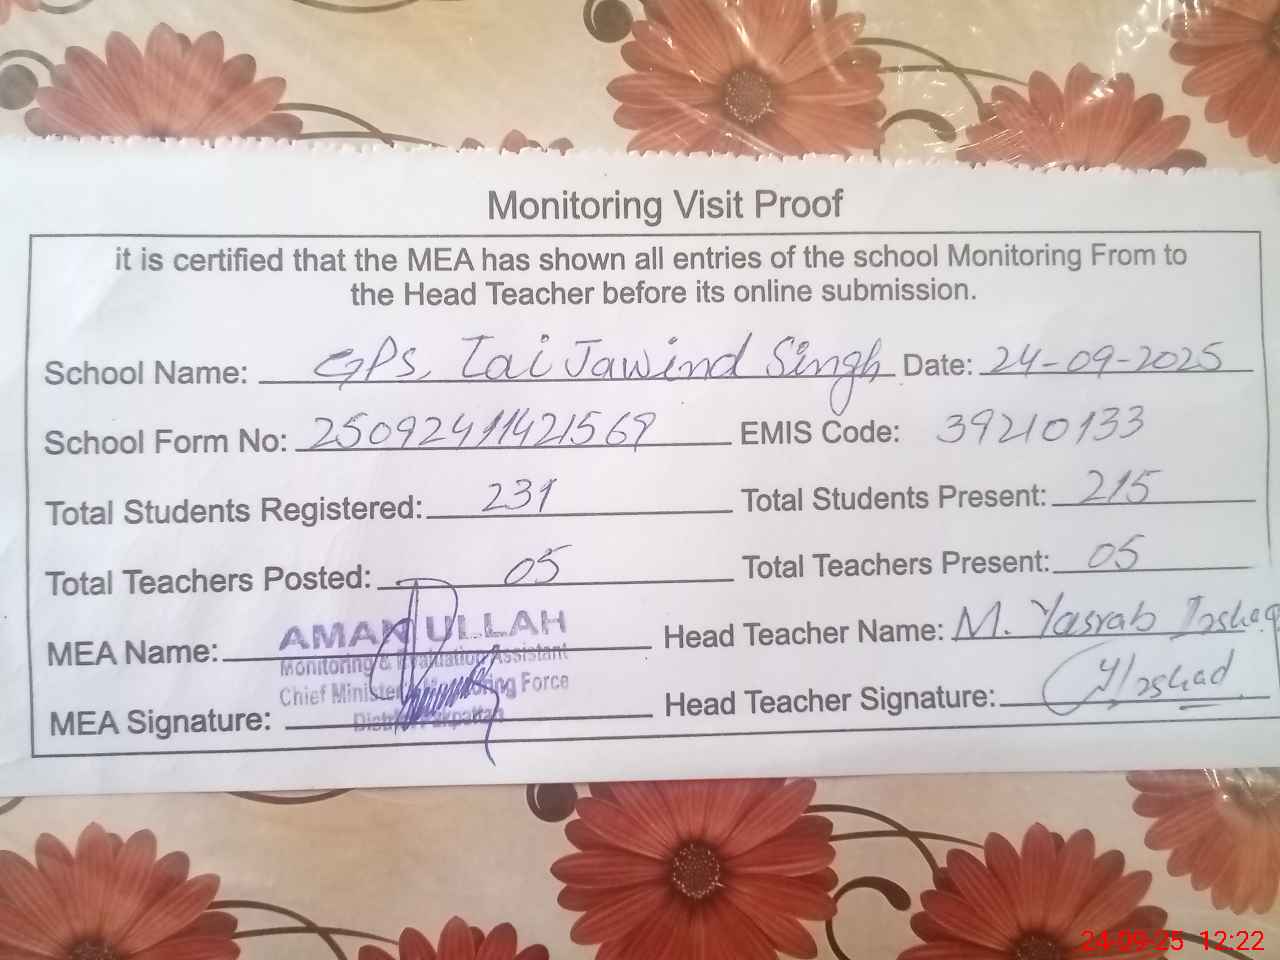 Monitoring Visit Proof
it is certified that the MEA has shown all entries of the school Monitoring From to
the Head Teacher before its online submission.
School Name: GPS, Tai Jawind Singh Date: 24-09-2025
School Form No: 25092411421569 EMIS Code: 39210133
Total Students Registered: 231 Total Students Present: 215
Total Teachers Posted: 05 Total Teachers Present: 05
MEA Name: AMAN ULLAH Head Teacher Name: M. Yasrab
Monitoring & Evaluation Assistant
Chief Minister Monitoring Force
District Pakpattan
MEA Signature: Head Teacher Signature:
24-09-25 12:22